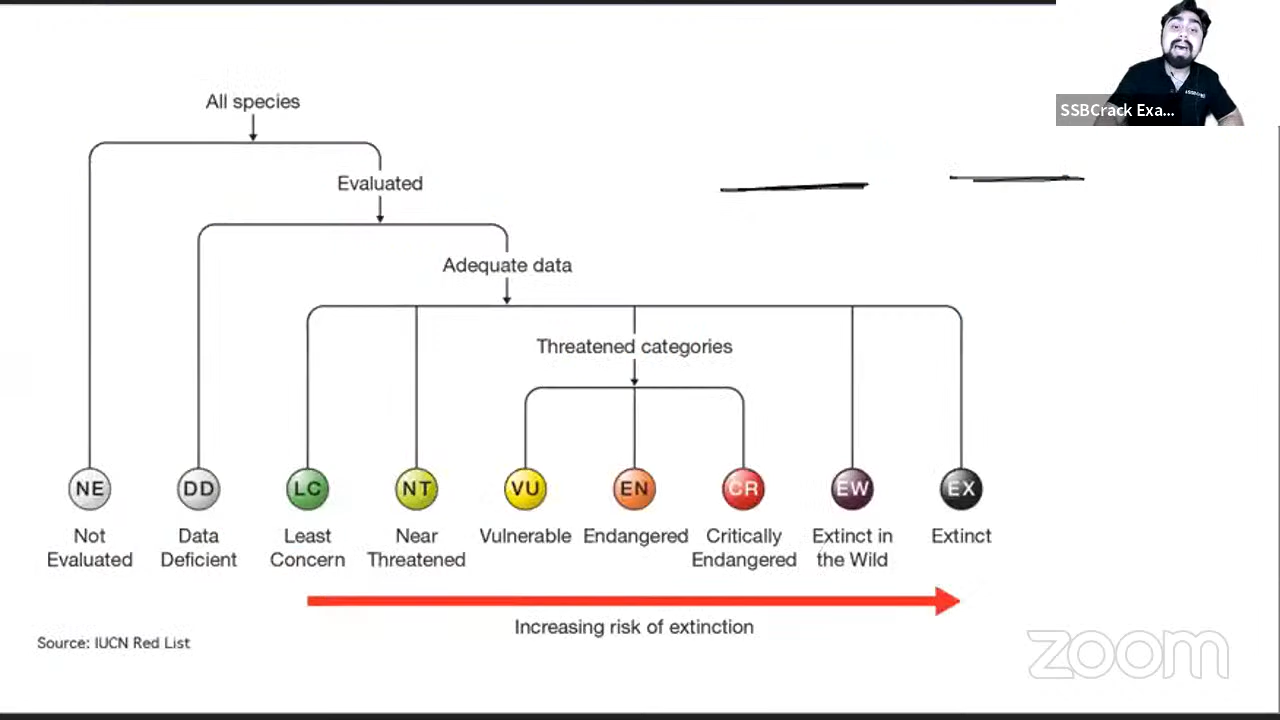 SSBCrack Exa...
All species
Evaluated
Adequate data
Threatened categories
NE
DD
LC
NT
VU
EN
CR
EW
EX
Not
Evaluated
Data
Deficient
Least
Concern
Near
Threatened
Vulnerable
Endangered
Critically
Endangered
Extinct in
the Wild
Extinct
Increasing risk of extinction
Source: IUCN Red List
zoom